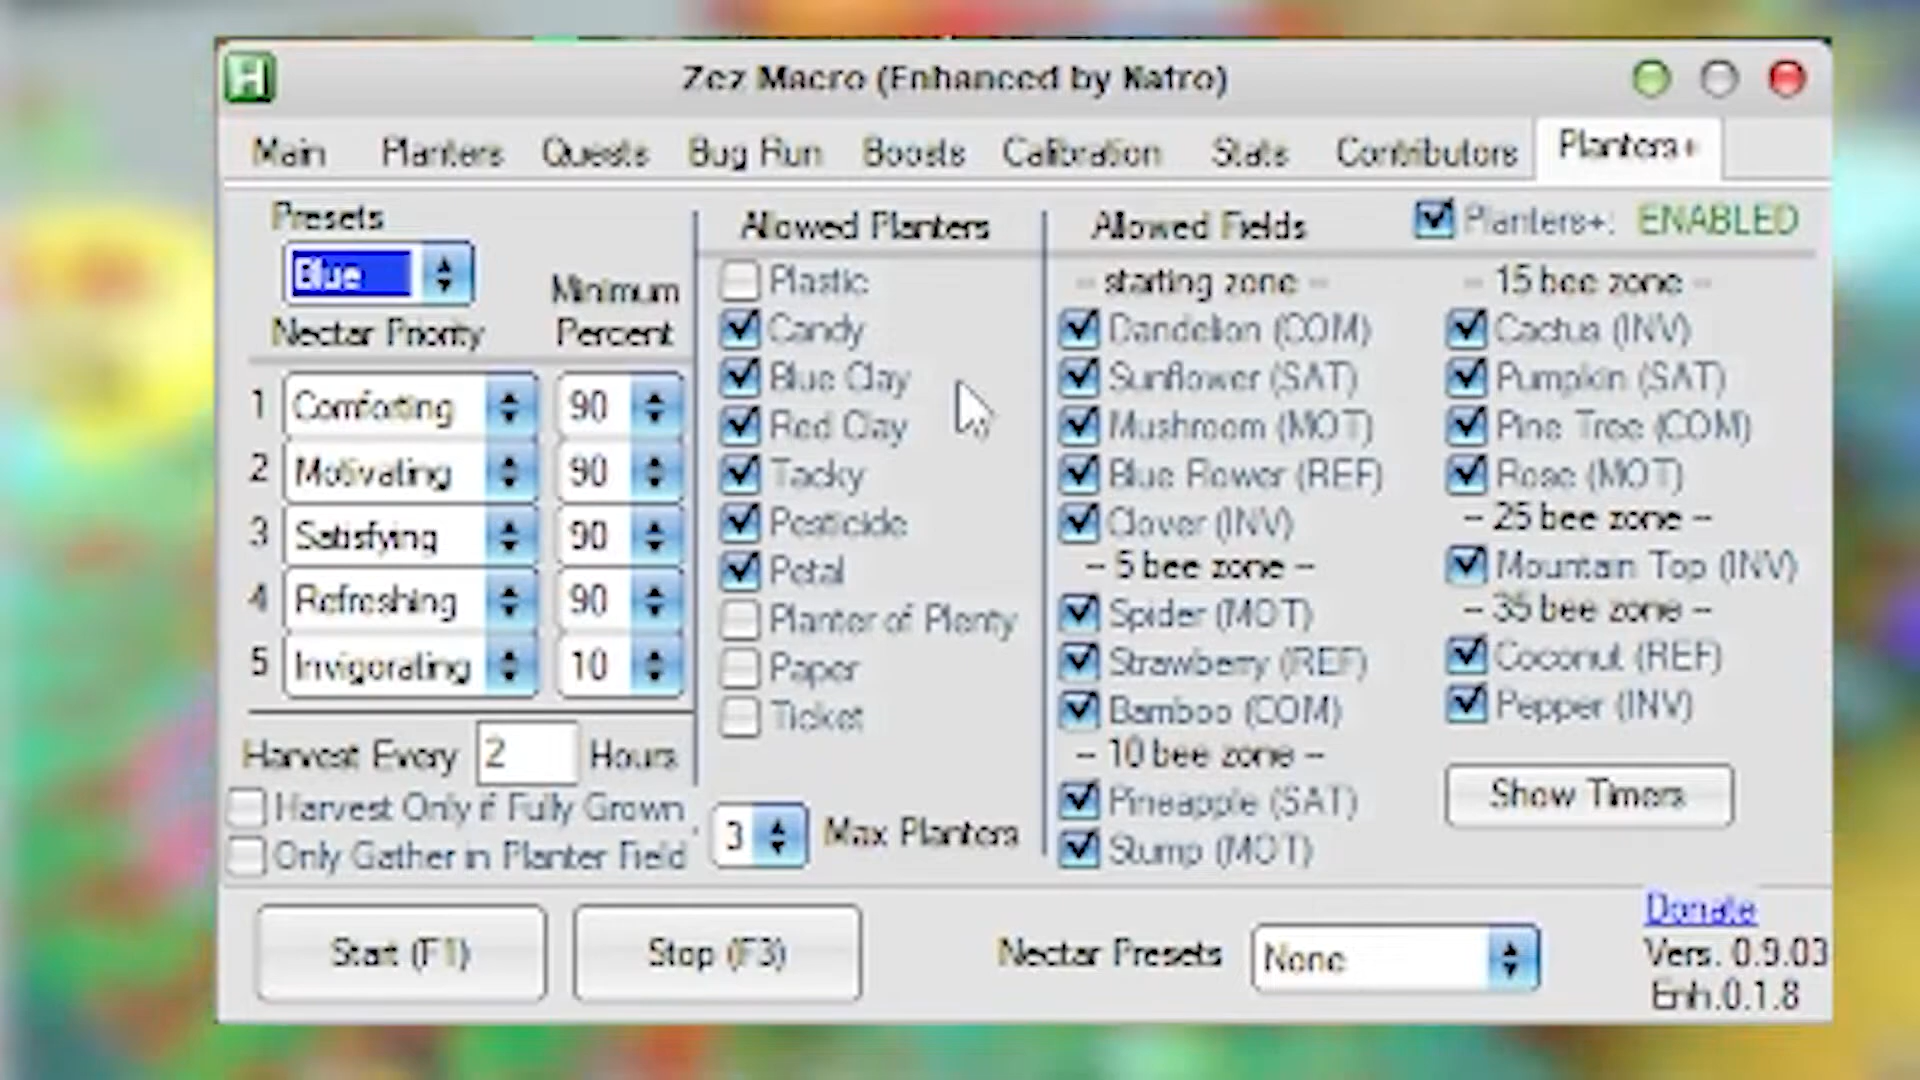 Zez Macro (Enhanced by Natro)
Main Planters Quests Bug Run Boosts Calibration Stats Contributors Planters+
Presets
Blue
Nectar Priority
Minimum
Percent
1 Comforting 90
2 Motivating 90
3 Satisfying 90
4 Refreshing 90
5 Invigorating 10
Harvest Every 2 Hours
Harvest Only if Fully Grown
Only Gather in Planter Field
Allowed Planters
Plastic
Candy
Blue Clay
Red Clay
Tacky
Pesticide
Petal
Planter of Plenty
Paper
Ticket
3 Max Planters
Allowed Fields
-- starting zone --
Dandelion (COM)
Sunflower (SAT)
Mushroom (MOT)
Blue Flower (REF)
Clover (INV)
-- 5 bee zone --
Spider (MOT)
Strawberry (REF)
Bamboo (COM)
-- 10 bee zone --
Pineapple (SAT)
Stump (MOT)
Planters+: ENABLED
-- 15 bee zone --
Cactus (INV)
Pumpkin (SAT)
Pine Tree (COM)
Rose (MOT)
-- 25 bee zone --
Mountain Top (INV)
-- 35 bee zone --
Coconut (REF)
Pepper (INV)
Show Timers
Start (F1)
Stop (F3)
Nectar Presets None
Donate
Vers. 0.9.03
Enh.0.1.8